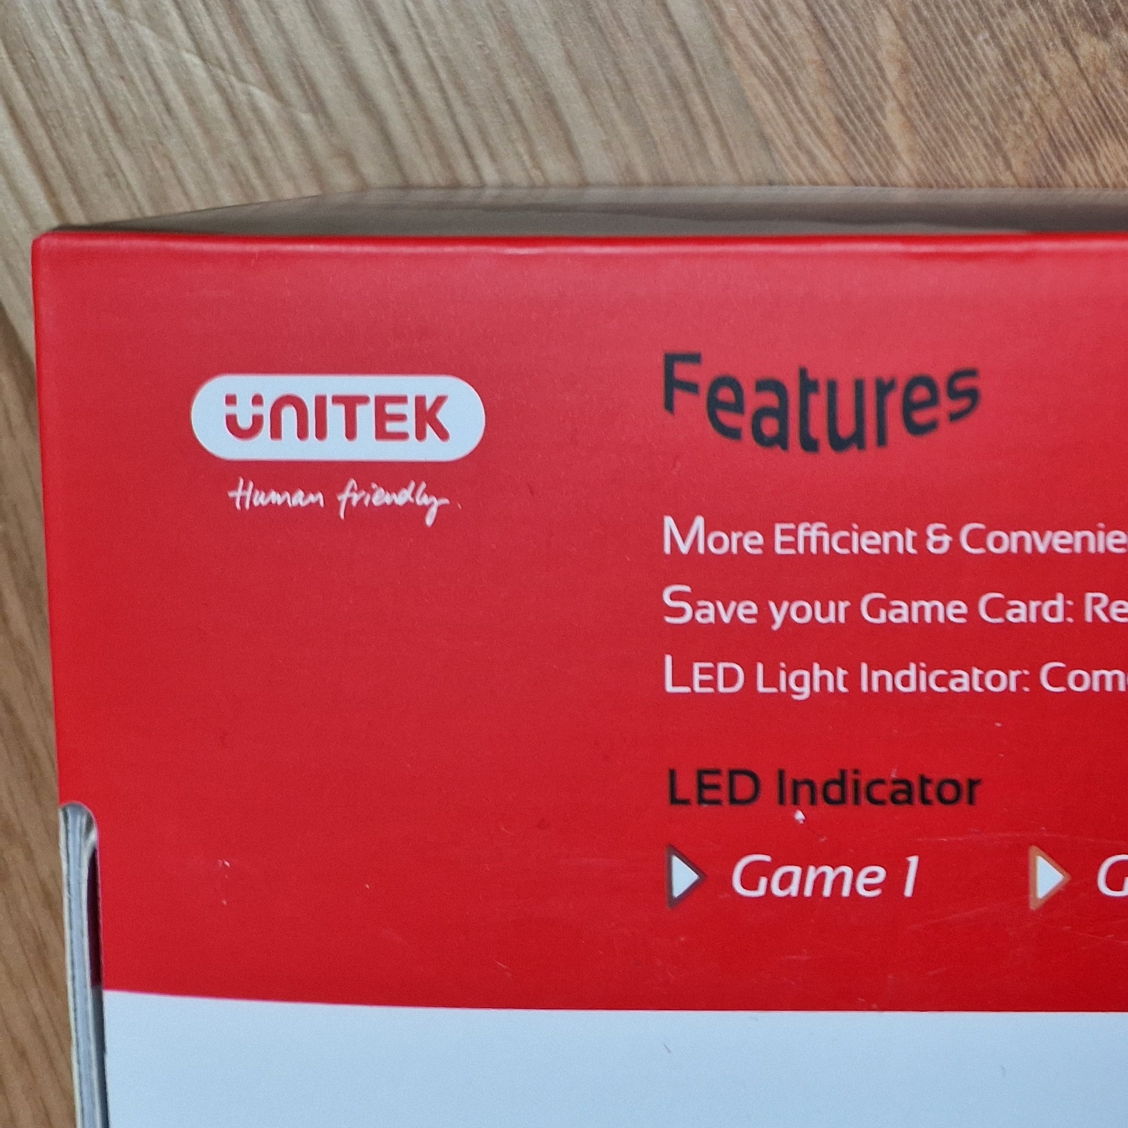 UNITEK
Human friendly.
Features
More Efficient & Convenie
Save your Game Card: Re
LED Light Indicator: Com
LED Indicator
Game 1
G